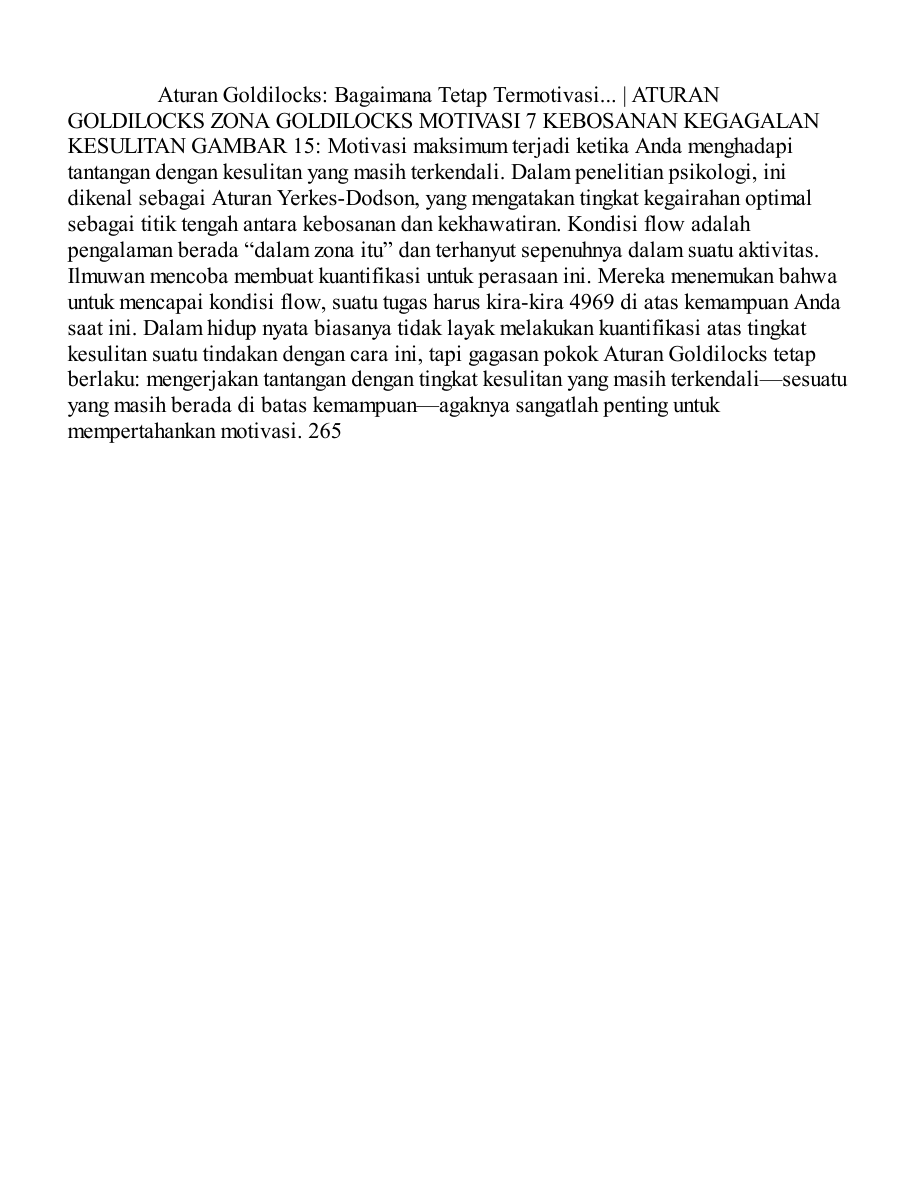 Aturan Goldilocks: Bagaimana Tetap Termotivasi... | ATURAN
GOLDILOCKS ZONA GOLDILOCKS MOTIVASI 7 KEBOSANAN KEGAGALAN
KESULITAN GAMBAR 15: Motivasi maksimum terjadi ketika Anda menghadapi
tantangan dengan kesulitan yang masih terkendali. Dalam penelitian psikologi, ini
dikenal sebagai Aturan Yerkes-Dodson, yang mengatakan tingkat kegairahan optimal
sebagai titik tengah antara kebosanan dan kekhawatiran. Kondisi flow adalah
pengalaman berada “dalam zona itu” dan terhanyut sepenuhnya dalam suatu aktivitas.
Ilmuwan mencoba membuat kuantifikasi untuk perasaan ini. Mereka menemukan bahwa
untuk mencapai kondisi flow, suatu tugas harus kira-kira 4969 di atas kemampuan Anda
saat ini. Dalam hidup nyata biasanya tidak layak melakukan kuantifikasi atas tingkat
kesulitan suatu tindakan dengan cara ini, tapi gagasan pokok Aturan Goldilocks tetap
berlaku: mengerjakan tantangan dengan tingkat kesulitan yang masih terkendali—sesuatu
yang masih berada di batas kemampuan—agaknya sangatlah penting untuk
mempertahankan motivasi. 265